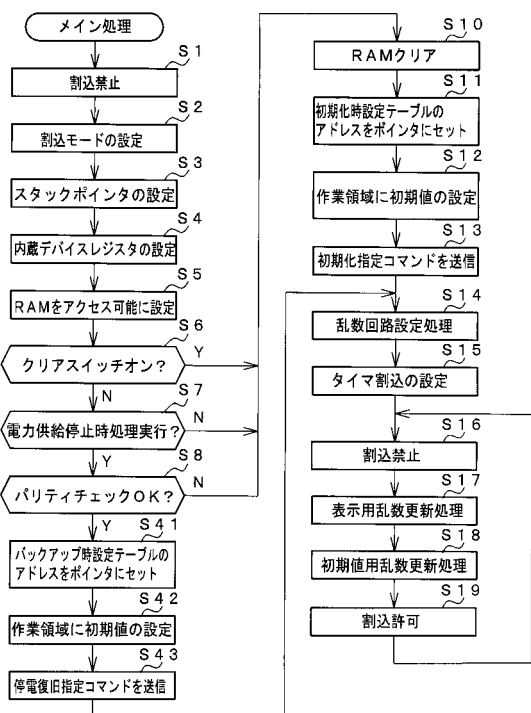 メイン処理
S1
割込禁止
S2
割込モードの設定
S3
スタックポインタの設定
S4
内蔵デバイスレジスタの設定
S5
RAMをアクセス可能に設定
S6
クリアスイッチオン?
Y
N
S7
電力供給停止時処理実行?
N
Y
S8
パリティチェックOK?
N
Y
S41
バックアップ時設定テーブルの
アドレスをポインタにセット
S42
作業領域に初期値の設定
S43
停電復旧指定コマンドを送信
S10
RAMクリア
S11
初期化時設定テーブルの
アドレスをポインタにセット
S12
作業領域に初期値の設定
S13
初期化指定コマンドを送信
S14
乱数回路設定処理
S15
タイマ割込の設定
S16
割込禁止
S17
表示用乱数更新処理
S18
初期値用乱数更新処理
S19
割込許可